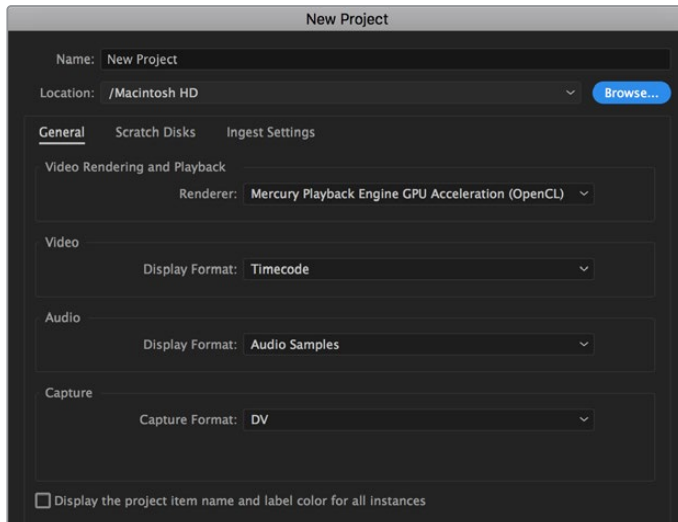 New Project
Name: New Project
Location: /Macintosh HD Browse...
General Scratch Disks Ingest Settings
Video Rendering and Playback
Renderer: Mercury Playback Engine GPU Acceleration (OpenCL)
Video
Display Format: Timecode
Audio
Display Format: Audio Samples
Capture
Capture Format: DV
Display the project item name and label color for all instances